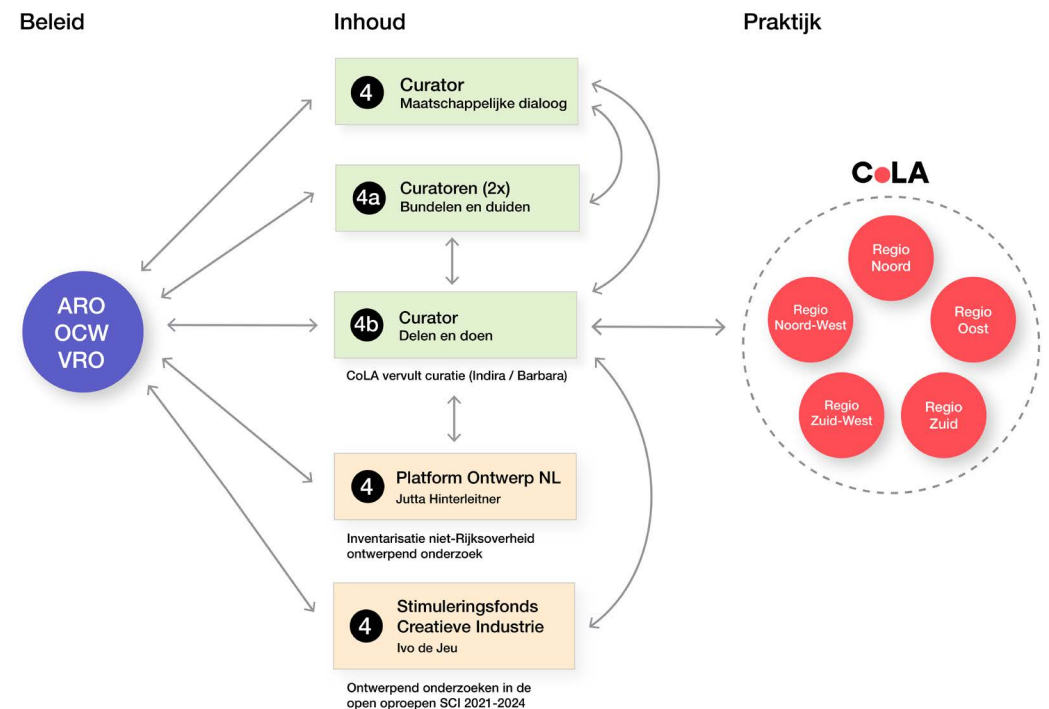 Beleid
Inhoud
Praktijk
4
Curator
Maatschappelijke dialoog
4a
Curatoren (2x)
Bundelen en duiden
ARO
OCW
VRO
4b
Curator
Delen en doen
CoLA vervult curatie (Indira / Barbara)
4
Platform Ontwerp NL
Jutta Hinterleitner
Inventarisatie niet-Rijksoverheid
ontwerpend onderzoek
4
Stimuleringsfonds
Creatieve Industrie
Ivo de Jeu
Ontwerpend onderzoeken in de
open oproepen SCI 2021-2024
CoLA
Regio
Noord
Regio
Noord-West
Regio
Oost
Regio
Zuid-West
Regio
Zuid